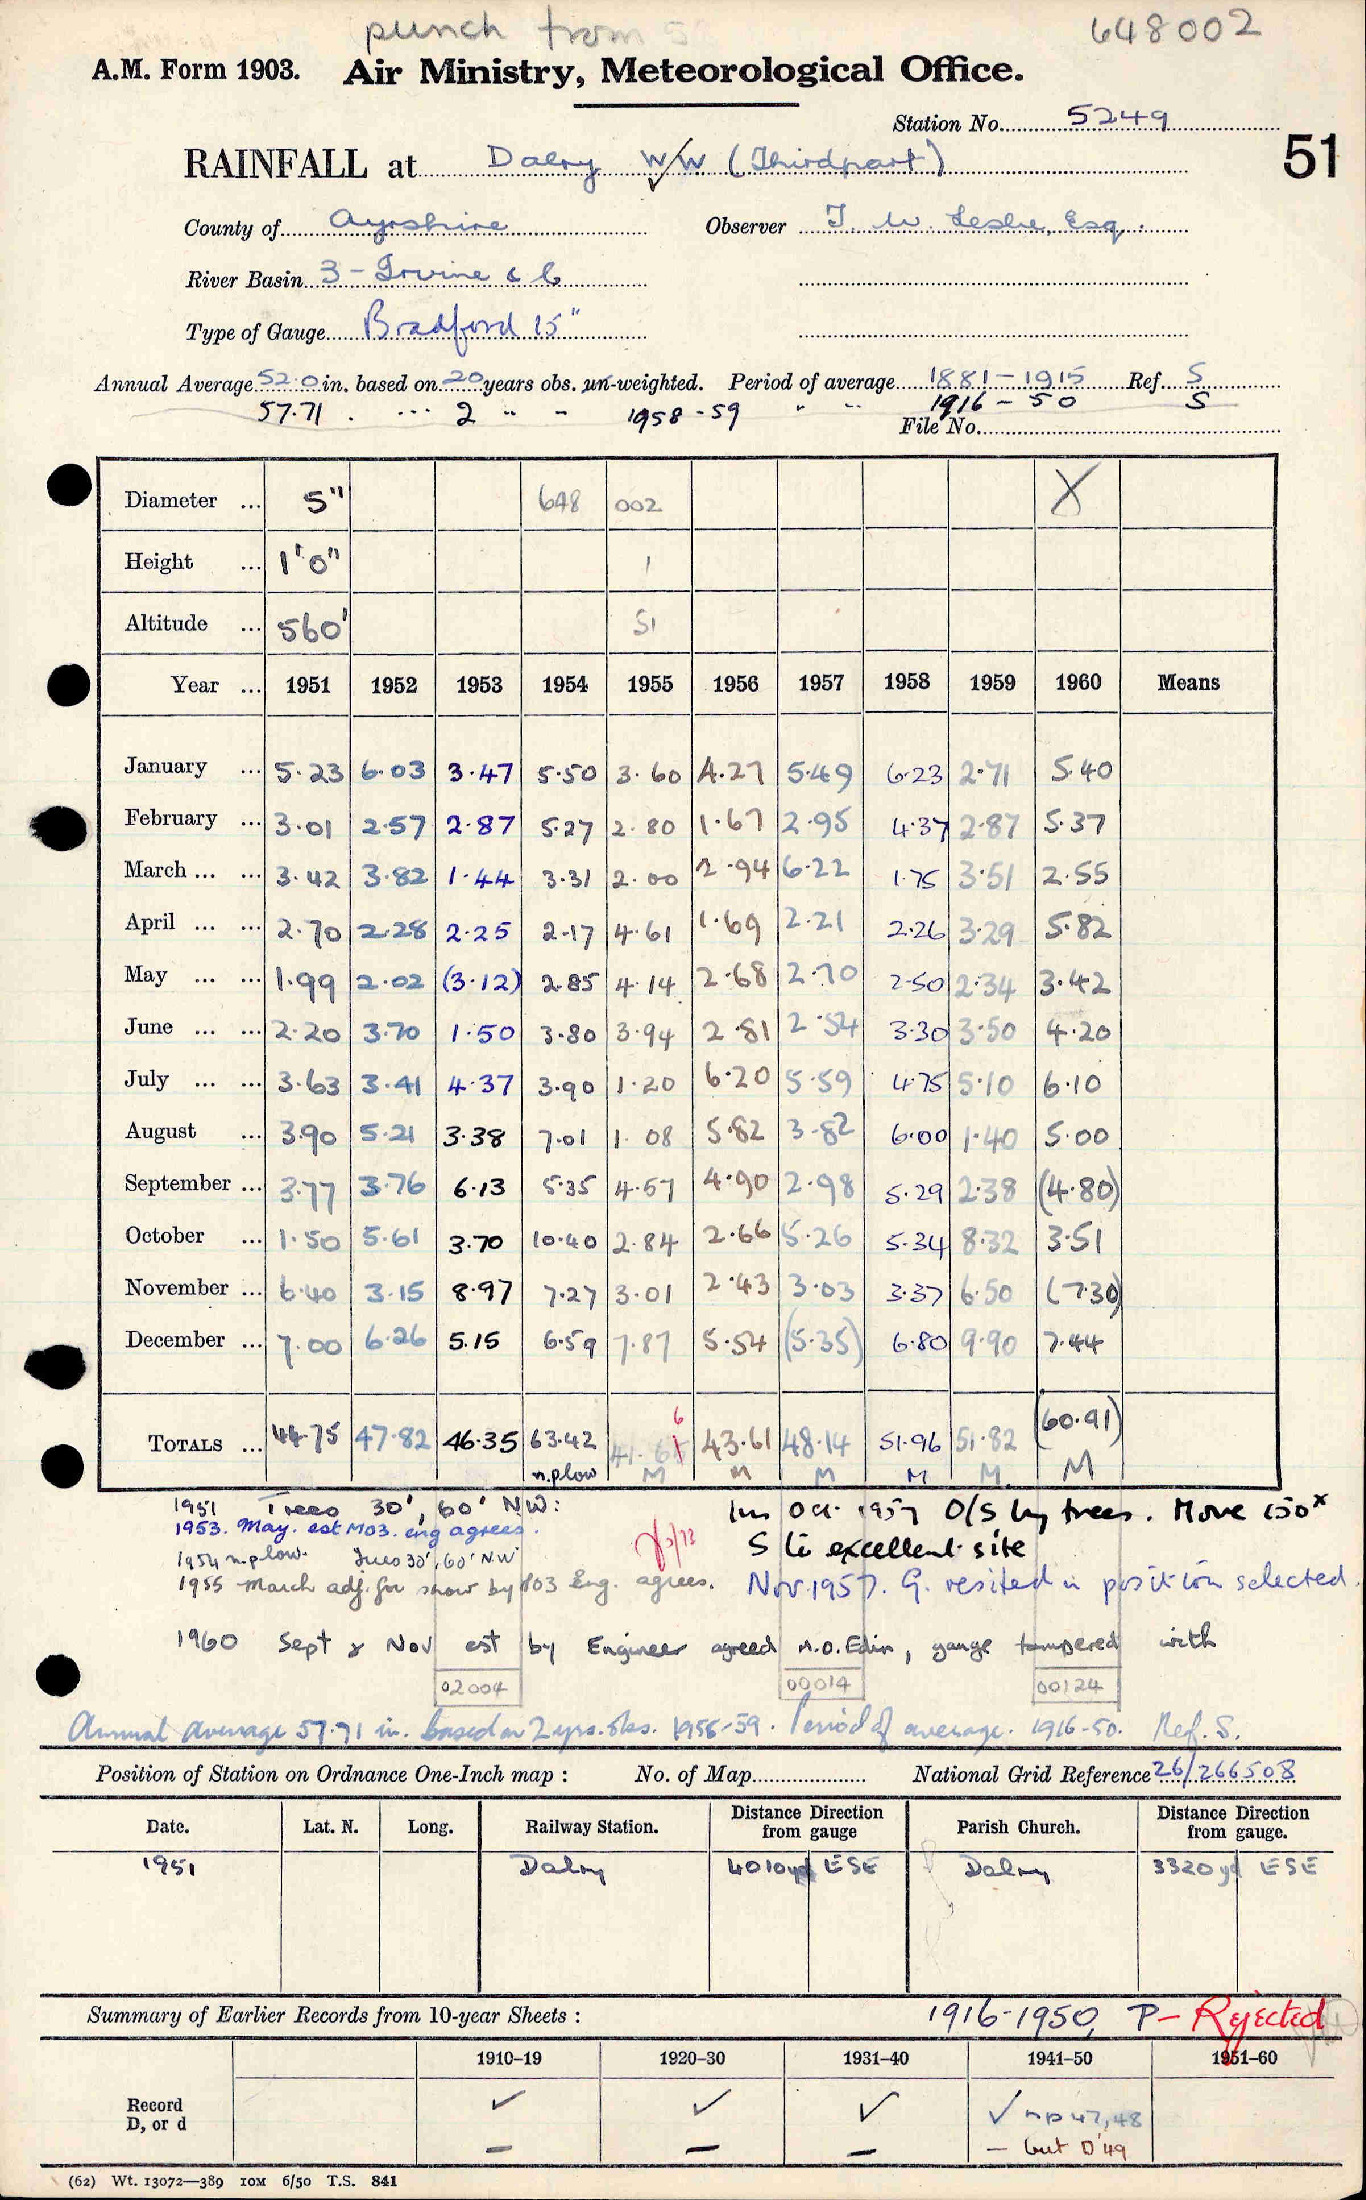 punch from 648002
A.M. Form 1903. Air Ministry, Meteorological Office.
Station No. 5249
51
RAINFALL at Dalry W/W (Thirdpart)
County of Ayrshire Observer J. W. Leslie, Esq.
River Basin 3 - Irvine &c
Type of Gauge Bradford 15"
Annual Average 52.0 in. based on 20 years obs. un-weighted. Period of average 1881-1915 Ref. S
57.71 . ... 2 " - 1958-59 " " 1916-50 S
File No.
Diameter ... 5" 648 002 X
Height ... 1'0" 1
Altitude ... 560' 51
Year ... 1951 1952 1953 1954 1955 1956 1957 1958 1959 1960 Means
January ... 5.23 6.03 3.47 5.50 3.60 4.27 5.49 6.23 2.71 5.40
February ... 3.01 2.57 2.87 5.27 2.80 1.67 2.95 4.37 2.87 5.37
March ... ... 3.42 3.82 1.44 3.31 2.00 2.94 6.22 1.75 3.51 2.55
April ... ... 2.70 2.28 2.25 2.17 4.61 1.69 2.21 2.26 3.29 5.82
May ... ... 1.99 2.02 (3.12) 2.85 4.14 2.68 2.70 2.50 2.34 3.42
June ... ... 2.20 3.70 1.50 3.80 3.94 2.81 2.54 3.30 3.50 4.20
July ... ... 3.63 3.41 4.37 3.90 1.20 6.20 5.59 4.75 5.10 6.10
August ... 3.90 5.21 3.38 7.01 1.08 5.82 3.82 6.00 1.40 5.00
September ... 3.77 3.76 6.13 5.35 4.57 4.90 2.98 5.29 2.38 (4.80)
October ... 1.50 5.61 3.70 10.40 2.84 2.66 5.26 5.34 8.32 3.51
November ... 6.40 3.15 8.97 7.27 3.01 2.43 3.03 3.37 6.50 (7.30)
December ... 7.00 6.26 5.15 6.59 7.87 5.54 (5.35) 6.80 9.90 7.44
6
TOTALS ... 44.75 47.82 46.35 63.42 41.6 43.61 48.14 51.96 51.82 (60.91)
n.p low M M M M M M
1951 Trees 30', 60' NW: Ins Oct 1957 O/S by trees. Move 150x
1953. May. est MO3. eng agrees. S to excellent site
1954 n.p low. Trees 30', 60' NW
1955 March adj. for snow by MO3 Eng. agrees. Nov. 1957. G. resited in position selected.
1960 Sept & Nov est by Engineer agreed M.O. Edin, gauge tampered with
02004 00014 00124
Annual average 57.71 in. based on 2 yrs. obs. 1958-59. Period of average. 1916-50. Ref. S.
Position of Station on Ordnance One-Inch map : No. of Map National Grid Reference 26/266508
Date. Lat. N. Long. Railway Station. Distance Direction from gauge Parish Church. Distance Direction from gauge.
1951 Dalry 4010 yd ESE Dalry 3320 yd ESE
Summary of Earlier Records from 10-year Sheets : 1916-1950, P - Rejected
1910–19 1920–30 1931–40 1941–50 1951–60
Record D, or d ✓ ✓ ✓ ✓ np 47, 48
– – – – but D '49
(62) Wt. 13072—389 10M 6/50 T.S. 841